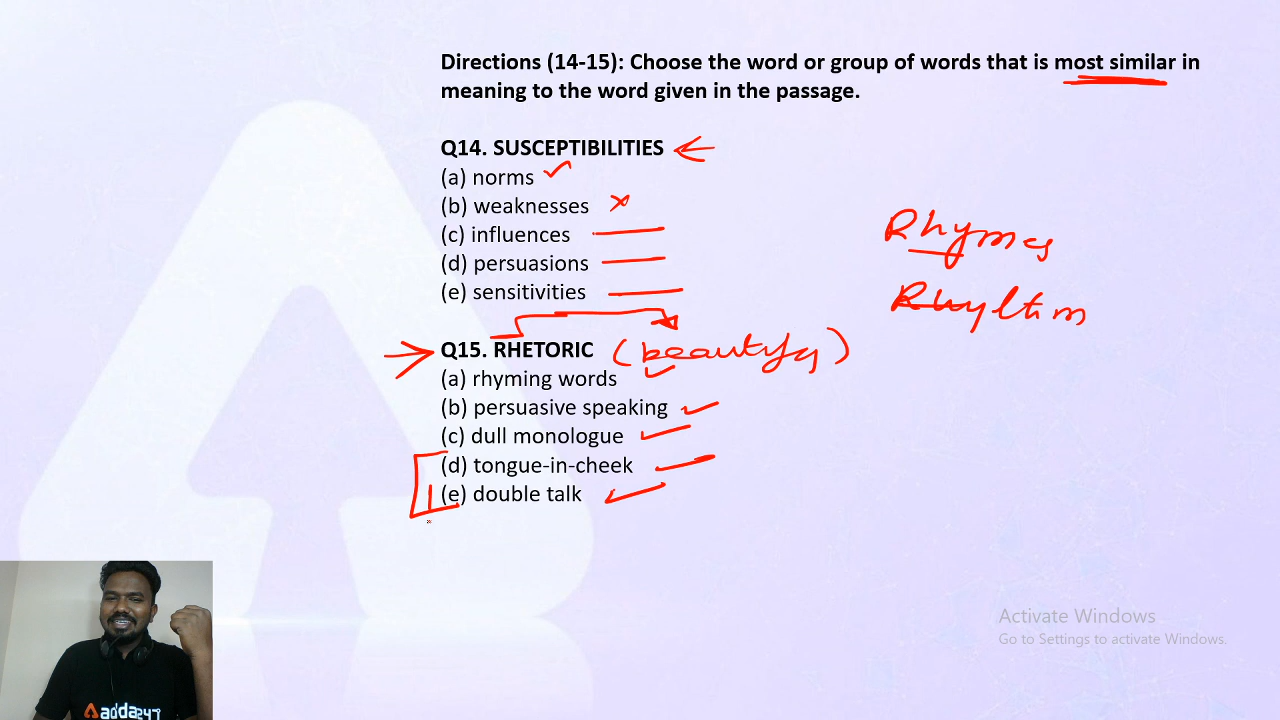 Directions (14-15): Choose the word or group of words that is most similar in
meaning to the word given in the passage.
Q14. SUSCEPTIBILITIES
(a) norms
(b) weaknesses
(c) influences
(d) persuasions
(e) sensitivities
Rhymes
Rhyltm
Q15. RHETORIC (beautify)
(a) rhyming words
(b) persuasive speaking
(c) dull monologue
(d) tongue-in-cheek
(e) double talk
Activate Windows
Go to Settings to activate Windows.
adda247